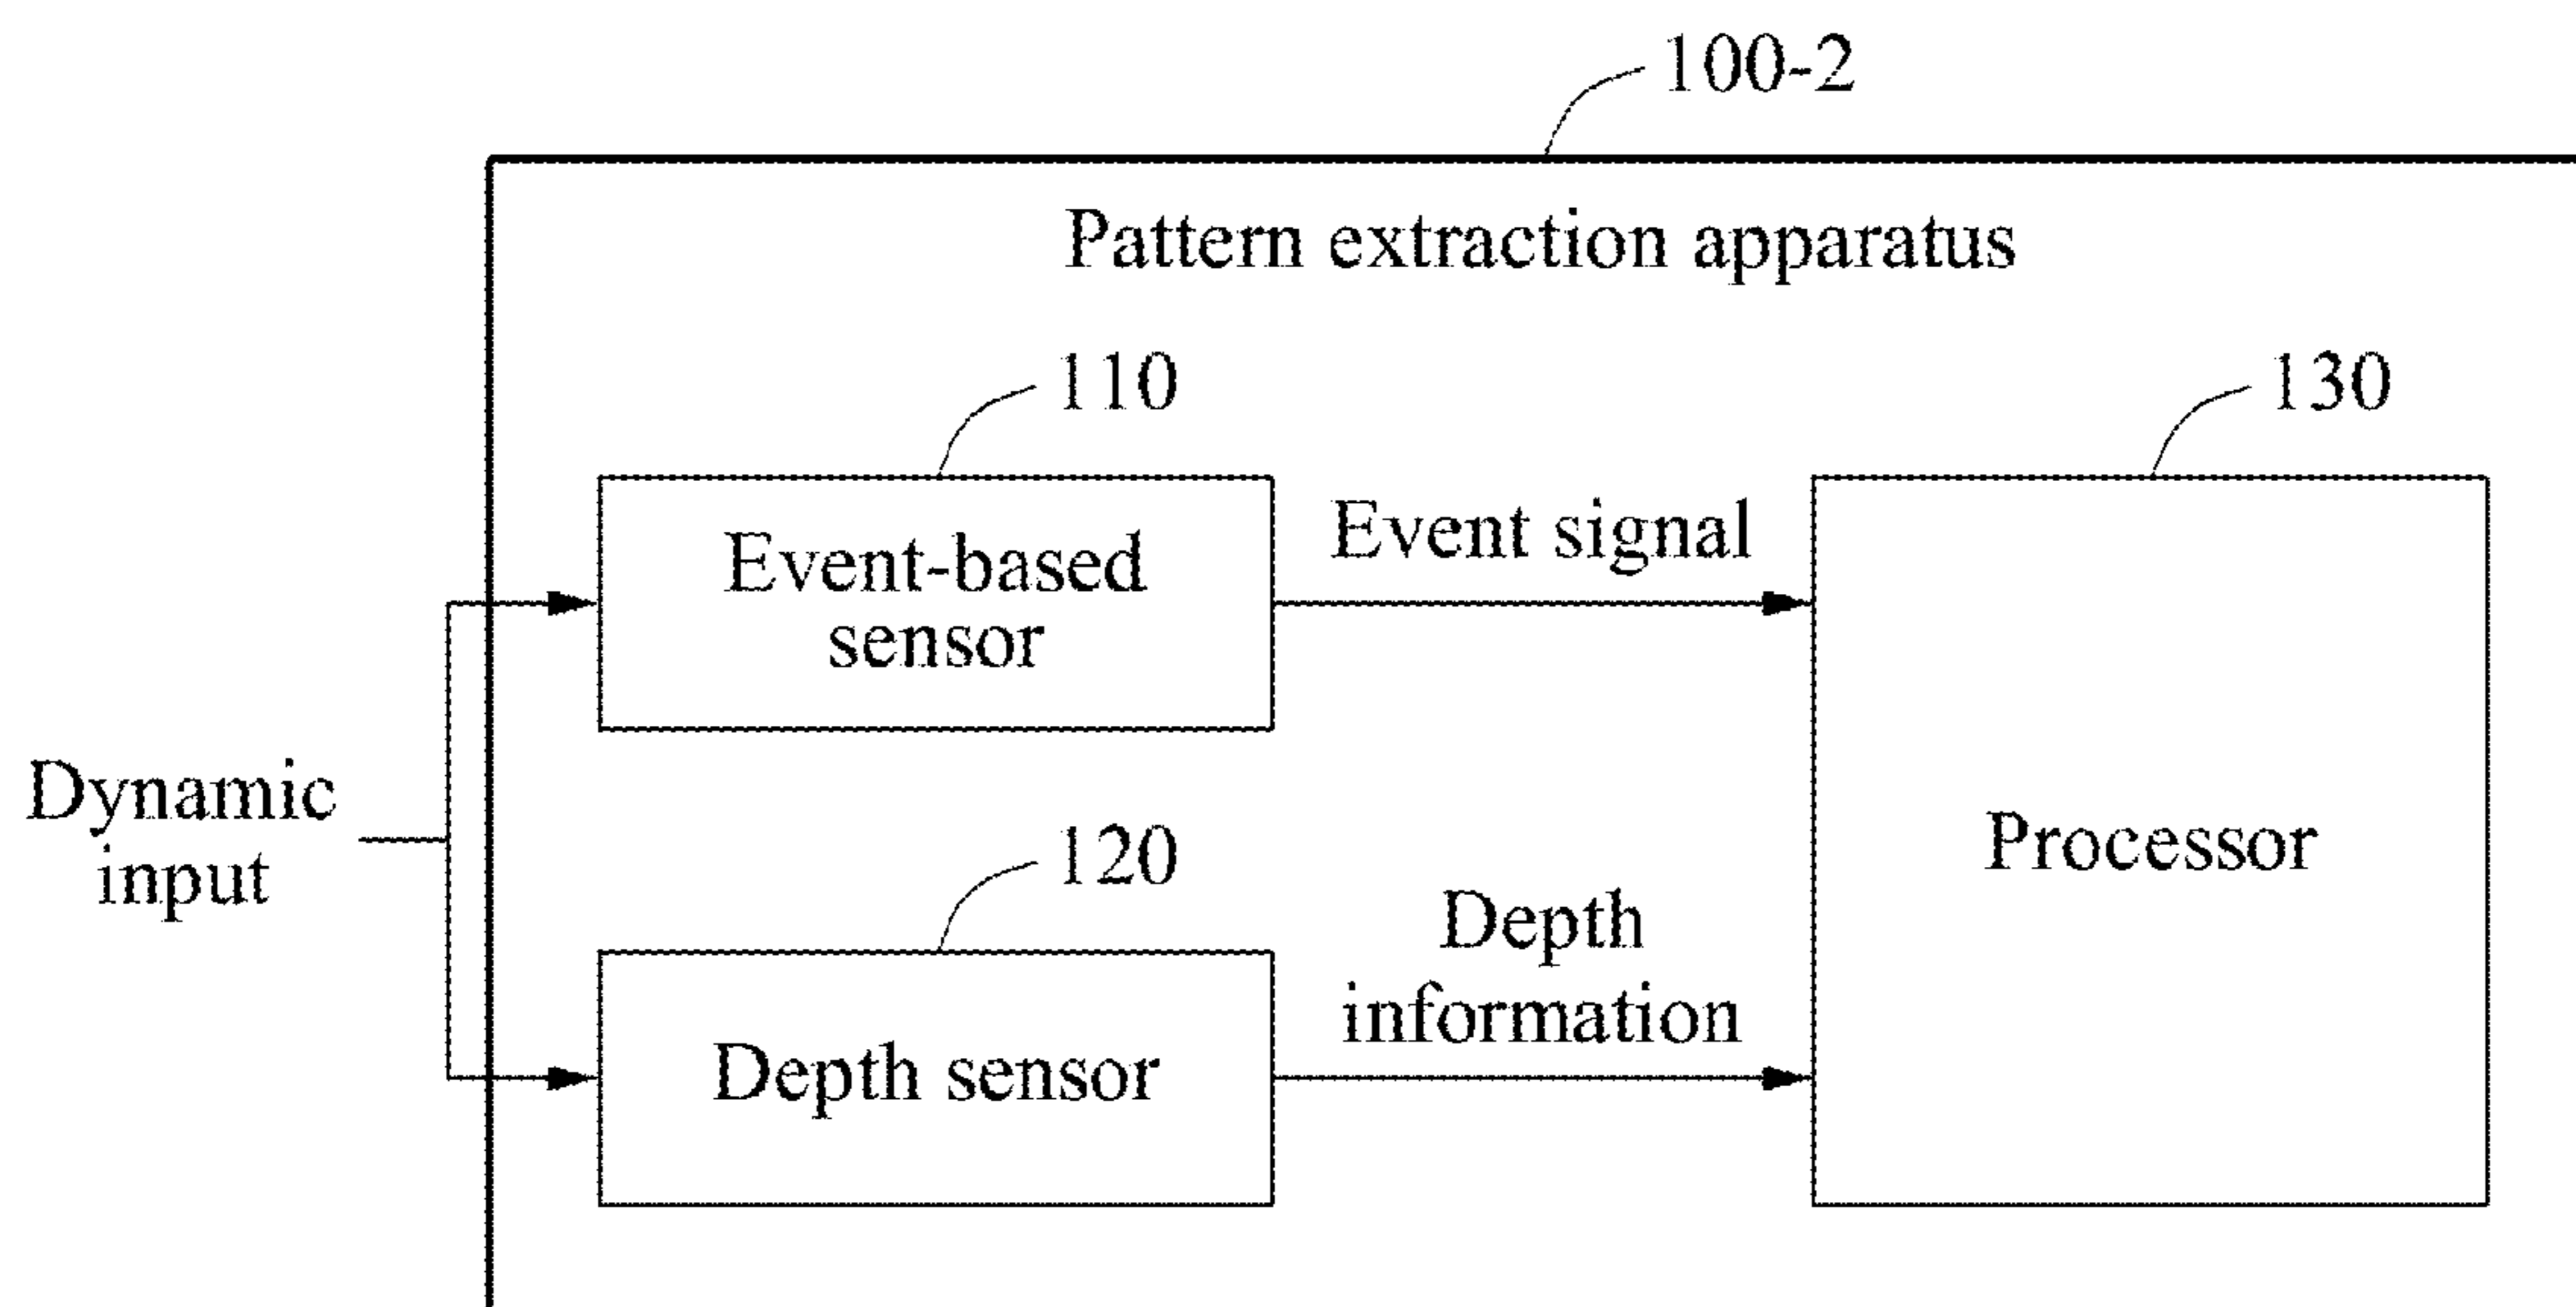 100-2
Pattern extraction apparatus
110
130
Event-based
sensor
Event signal
Dynamic
input
120
Processor
Depth
information
Depth sensor